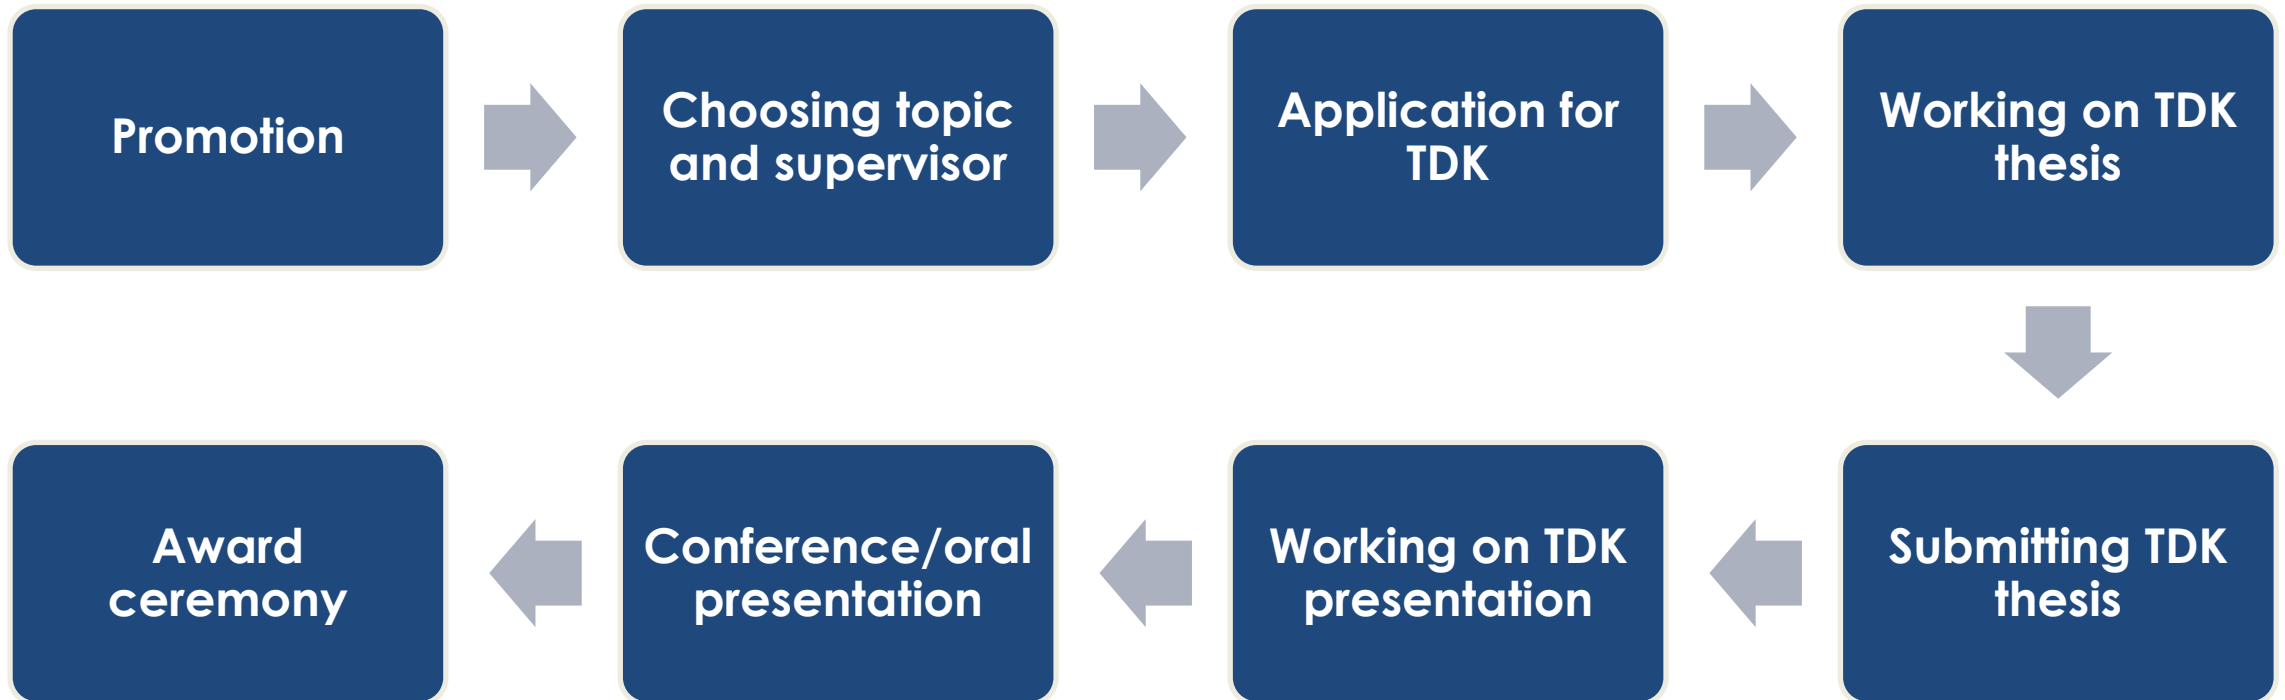 Promotion
Choosing topic
and supervisor
Application for
TDK
Working on TDK
thesis
Submitting TDK
thesis
Working on TDK
presentation
Conference/oral
presentation
Award
ceremony